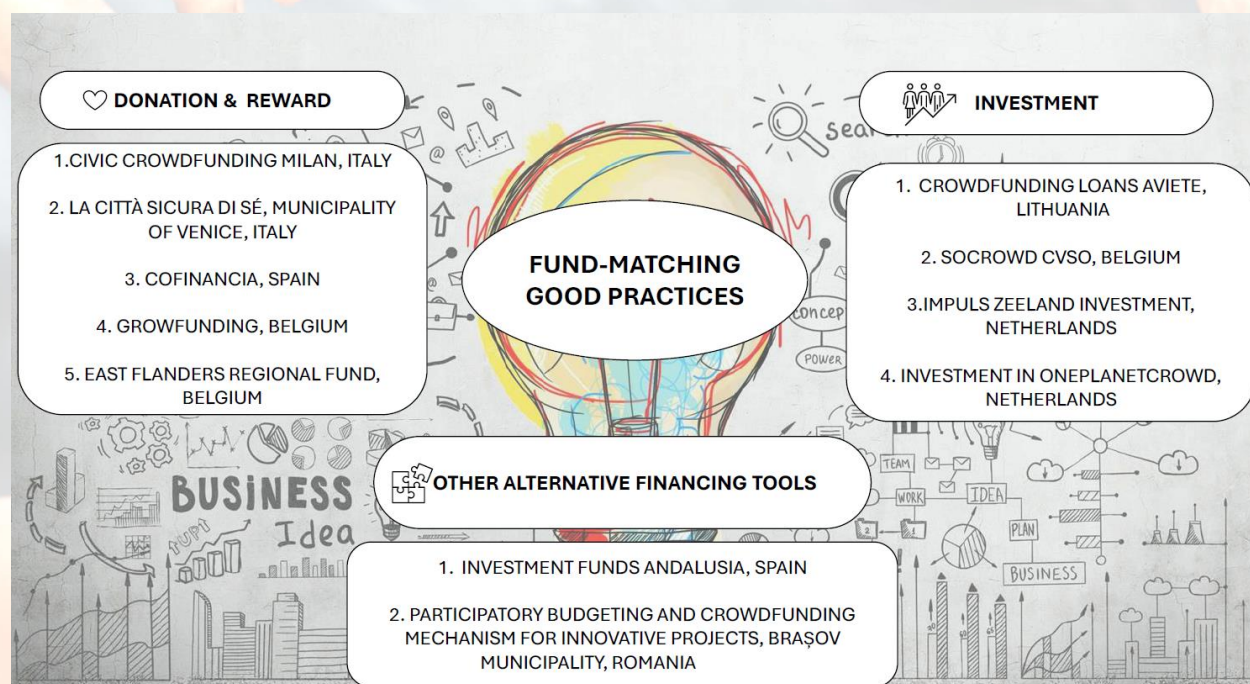 DONATION & REWARD
1.CIVIC CROWDFUNDING MILAN, ITALY
2. LA CITTÀ SICURA DI SÉ, MUNICIPALITY
OF VENICE, ITALY
3. COFINANCIA, SPAIN
4. GROWFUNDING, BELGIUM
5. EAST FLANDERS REGIONAL FUND,
BELGIUM
FUND-MATCHING
GOOD PRACTICES
INVESTMENT
1. CROWDFUNDING LOANS AVIETE,
LITHUANIA
2. SOCROWD CVSO, BELGIUM
3.IMPULS ZEELAND INVESTMENT,
NETHERLANDS
4. INVESTMENT IN ONEPLANETCROWD,
NETHERLANDS
OTHER ALTERNATIVE FINANCING TOOLS
1. INVESTMENT FUNDS ANDALUSIA, SPAIN
2. PARTICIPATORY BUDGETING AND CROWDFUNDING
MECHANISM FOR INNOVATIVE PROJECTS, BRAȘOV
MUNICIPALITY, ROMANIA
BUSiNESS
Idea
POWER
TEAM
WORK
IDEA
PLAN
BUSINESS